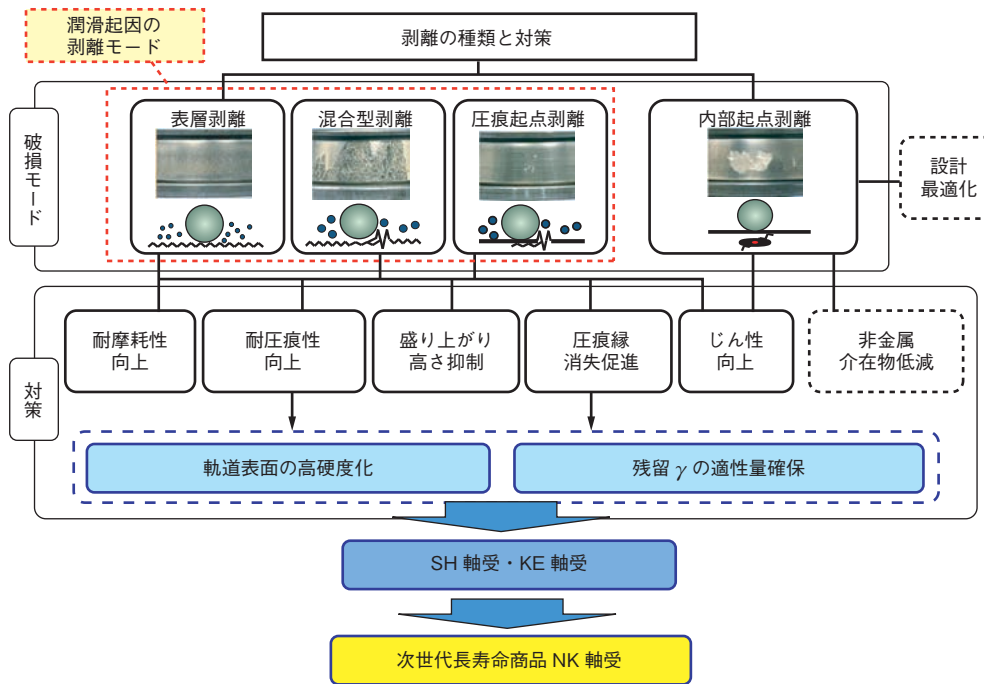 潤滑起因の
剥離モード
剥離の種類と対策
破損モード
表層剥離
混合型剥離
圧痕起点剥離
内部起点剥離
設計
最適化
対策
耐摩耗性
向上
耐圧痕性
向上
盛り上がり
高さ抑制
圧痕縁
消失促進
じん性
向上
非金属
介在物低減
軌道表面の高硬度化
残留 γ の適性量確保
SH 軸受・KE 軸受
次世代長寿命商品 NK 軸受